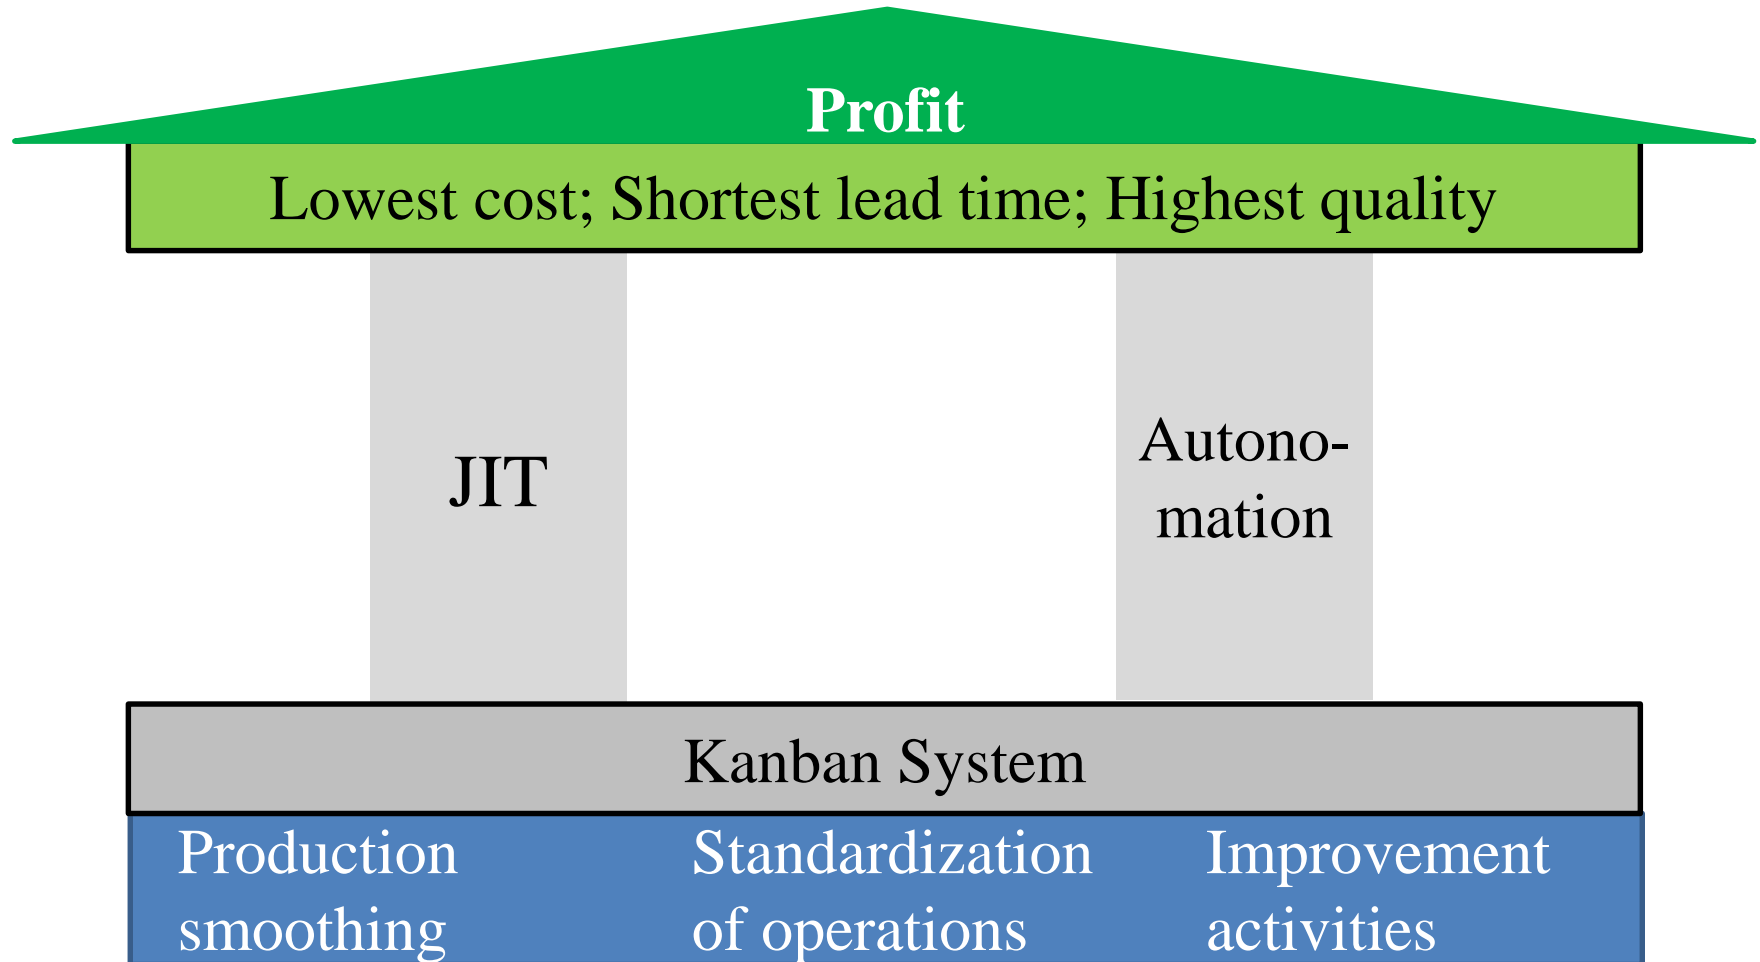 Profit
Lowest cost; Shortest lead time; Highest quality
JIT
Autono-
mation
Kanban System
Production
smoothing
Standardization
of operations
Improvement
activities